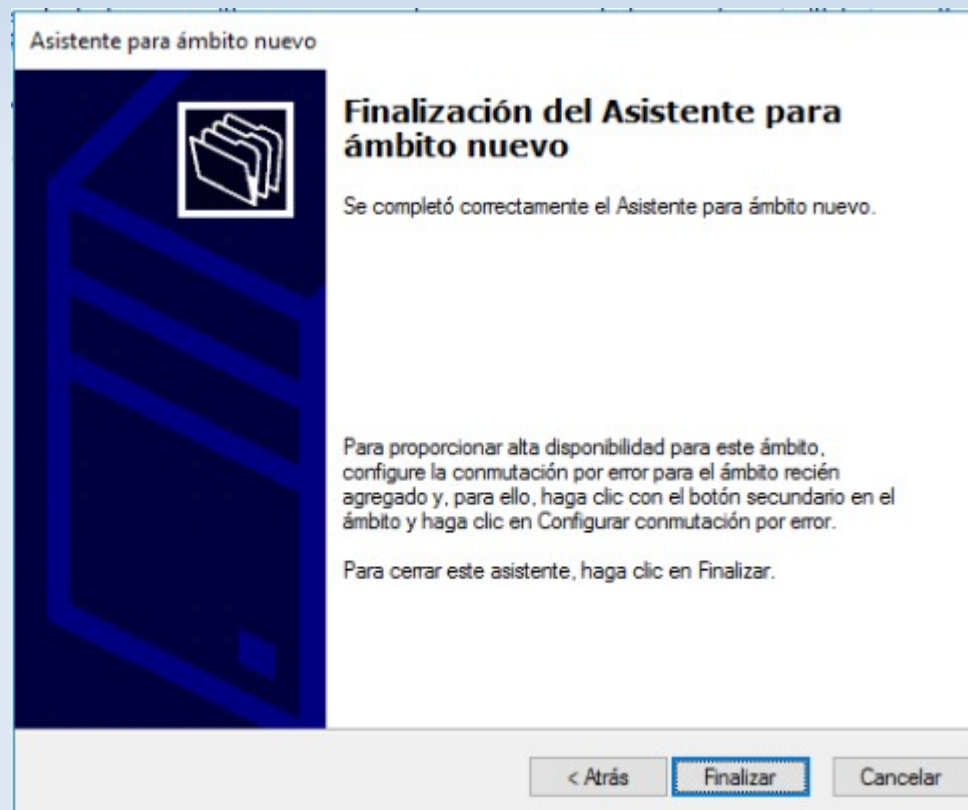 Asistente para ámbito nuevo
Finalización del Asistente para
ámbito nuevo
Se completó correctamente el Asistente para ámbito nuevo.
Para proporcionar alta disponibilidad para este ámbito,
configure la conmutación por error para el ámbito recién
agregado y, para ello, haga clic con el botón secundario en el
ámbito y haga clic en Configurar conmutación por error.
Para cerrar este asistente, haga clic en Finalizar.
< Atrás
Finalizar
Cancelar